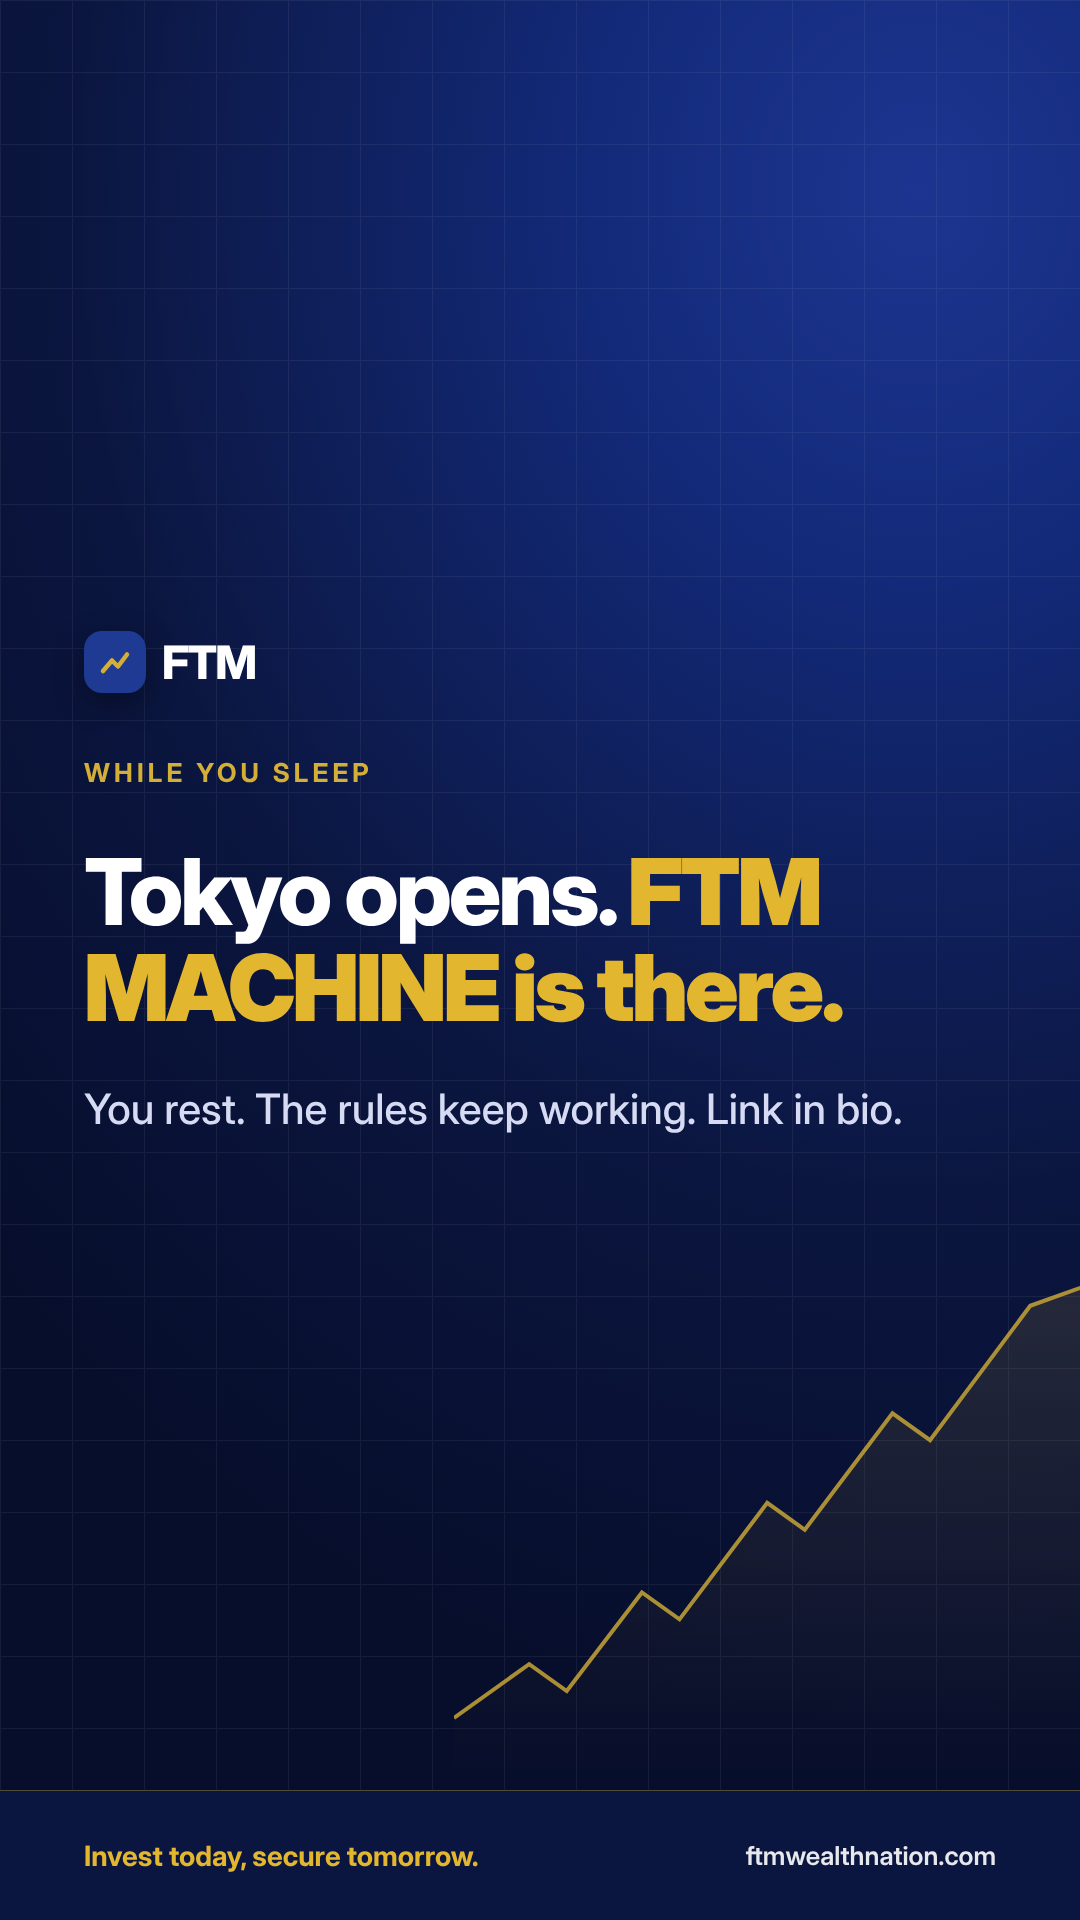 FTM
WHILE YOU SLEEP
Tokyo opens. FTM
MACHINE is there.
You rest. The rules keep working. Link in bio.
Invest today, secure tomorrow.
ftmwealthnation.com